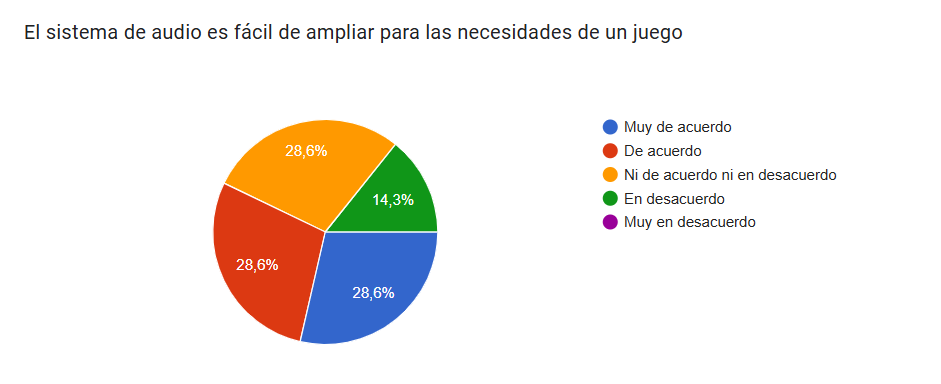 El sistema de audio es fácil de ampliar para las necesidades de un juego
Muy de acuerdo
De acuerdo
Ni de acuerdo ni en desacuerdo
En desacuerdo
Muy en desacuerdo
28,6%
14,3%
28,6%
28,6%